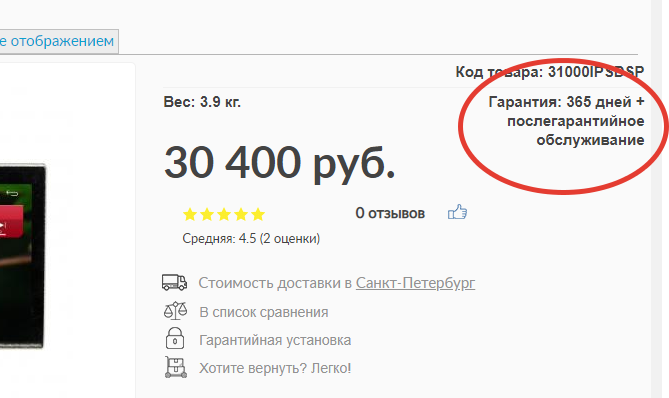 е отображением
Код товара: 31000IPSDSP
Вес: 3.9 кг.
Гарантия: 365 дней +
послегарантийное
обслуживание
30 400 руб.
0 отзывов
Средняя: 4.5 (2 оценки)
Стоимость доставки в Санкт-Петербург
В список сравнения
Гарантийная установка
Хотите вернуть? Легко!